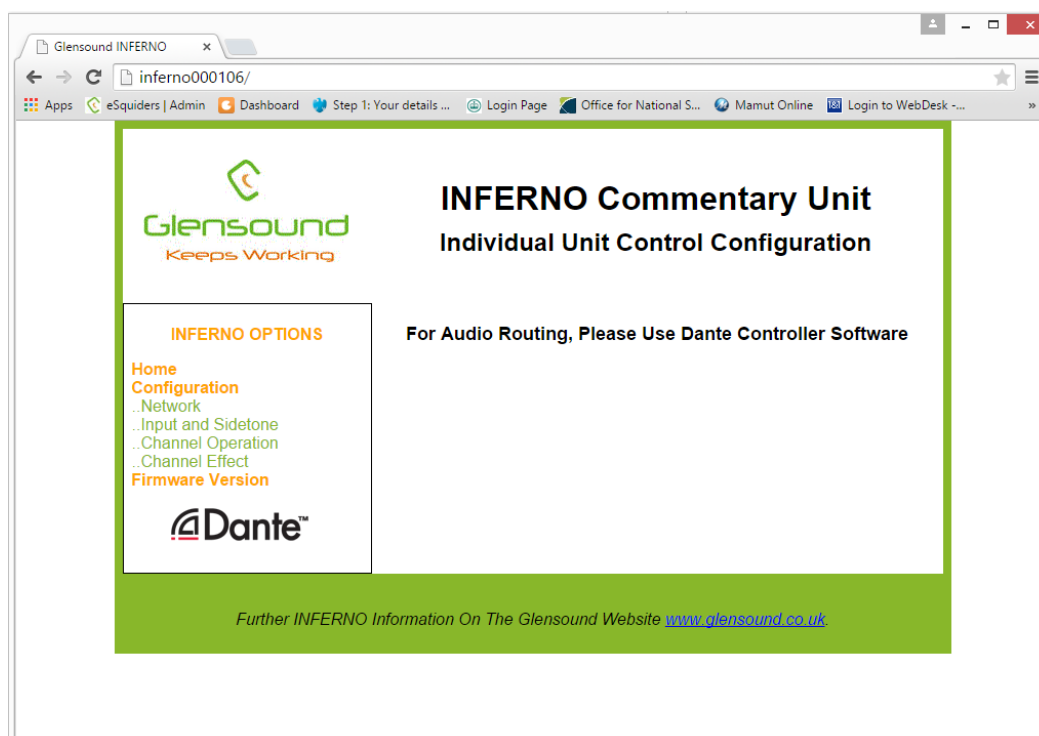 Glensound INFERNO
inferno000106/
Apps eSquiders | Admin Dashboard Step 1: Your details ... Login Page Office for National S... Mamut Online Login to WebDesk -... »
Glensound
Keeps Working
INFERNO Commentary Unit
Individual Unit Control Configuration
INFERNO OPTIONS
Home
Configuration
..Network
..Input and Sidetone
..Channel Operation
..Channel Effect
Firmware Version
Dante™
For Audio Routing, Please Use Dante Controller Software
Further INFERNO Information On The Glensound Website www.glensound.co.uk.